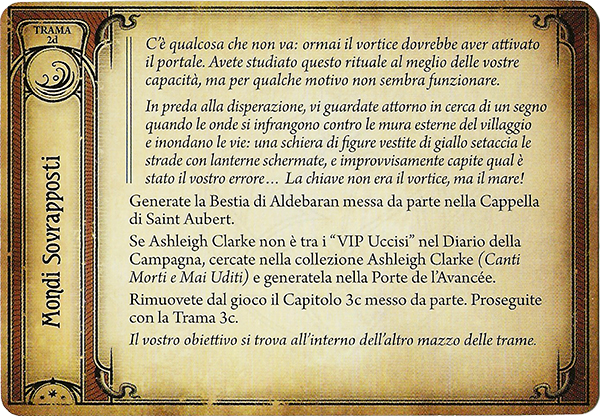 TRAMA
2d
Mondi Sovrapposti
C'è qualcosa che non va: ormai il vortice dovrebbe aver attivato
il portale. Avete studiato questo rituale al meglio delle vostre
capacità, ma per qualche motivo non sembra funzionare.
In preda alla disperazione, vi guardate attorno in cerca di un segno
quando le onde si infrangono contro le mura esterne del villaggio
e inondano le vie: una schiera di figure vestite di giallo setaccia le
strade con lanterne schermate, e improvvisamente capite qual è
stato il vostro errore… La chiave non era il vortice, ma il mare!
Generate la Bestia di Aldebaran messa da parte nella Cappella
di Saint Aubert.
Se Ashleigh Clarke non è tra i “VIP Uccisi” nel Diario della
Campagna, cercate nella collezione Ashleigh Clarke (Canti
Morti e Mai Uditi) e generatela nella Porte de l'Avancée.
Rimuovete dal gioco il Capitolo 3c messo da parte. Proseguite
con la Trama 3c.
Il vostro obiettivo si trova all'interno dell'altro mazzo delle trame.